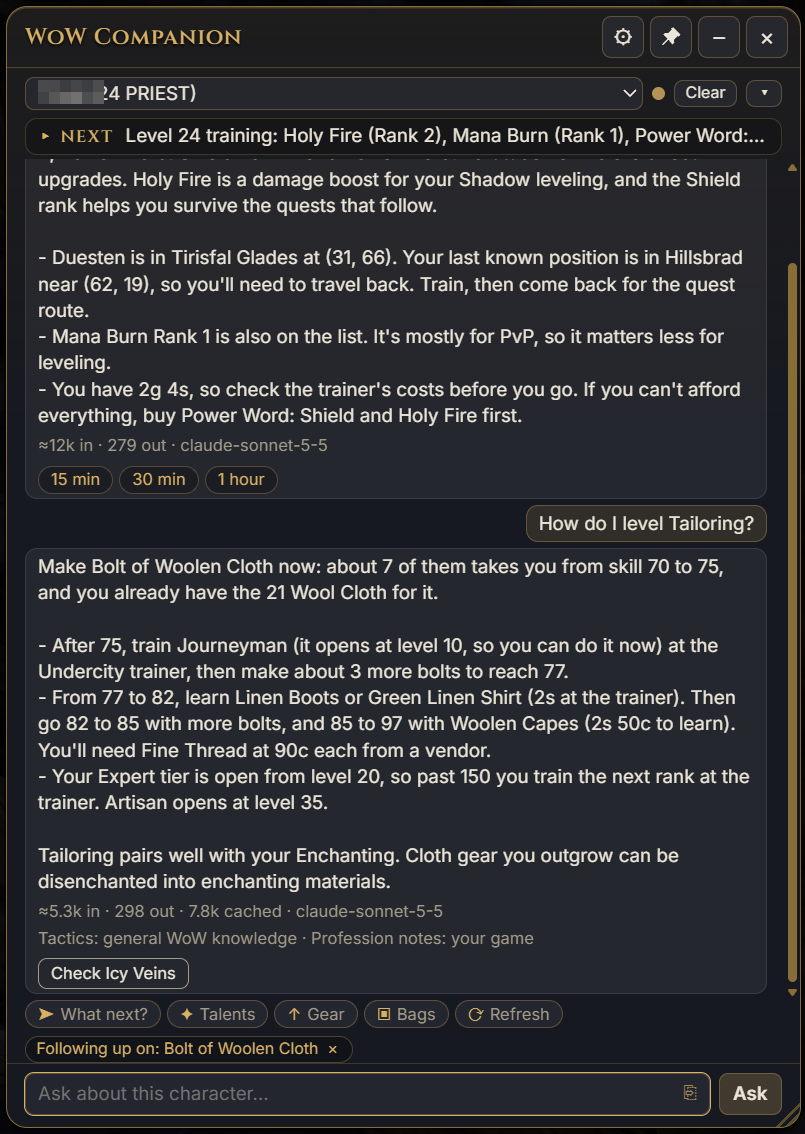 WoW Companion
24 PRIEST)
Clear
NEXT Level 24 training: Holy Fire (Rank 2), Mana Burn (Rank 1), Power Word:...
upgrades. Holy Fire is a damage boost for your Shadow leveling, and the Shield
rank helps you survive the quests that follow.
- Duesten is in Tirisfal Glades at (31, 66). Your last known position is in Hillsbrad
near (62, 19), so you'll need to travel back. Train, then come back for the quest
route.
- Mana Burn Rank 1 is also on the list. It's mostly for PvP, so it matters less for
leveling.
- You have 2g 4s, so check the trainer's costs before you go. If you can't afford
everything, buy Power Word: Shield and Holy Fire first.
≈12k in · 279 out · claude-sonnet-5-5
15 min 30 min 1 hour
How do I level Tailoring?
Make Bolt of Woolen Cloth now: about 7 of them takes you from skill 70 to 75,
and you already have the 21 Wool Cloth for it.
- After 75, train Journeyman (it opens at level 10, so you can do it now) at the
Undercity trainer, then make about 3 more bolts to reach 77.
- From 77 to 82, learn Linen Boots or Green Linen Shirt (2s at the trainer). Then
go 82 to 85 with more bolts, and 85 to 97 with Woolen Capes (2s 50c to learn).
You'll need Fine Thread at 90c each from a vendor.
- Your Expert tier is open from level 20, so past 150 you train the next rank at the
trainer. Artisan opens at level 35.
Tailoring pairs well with your Enchanting. Cloth gear you outgrow can be
disenchanted into enchanting materials.
≈5.3k in · 298 out · 7.8k cached · claude-sonnet-5-5
Tactics: general WoW knowledge · Profession notes: your game
Check Icy Veins
What next? Talents Gear Bags Refresh
Following up on: Bolt of Woolen Cloth ×
Ask about this character...
Ask